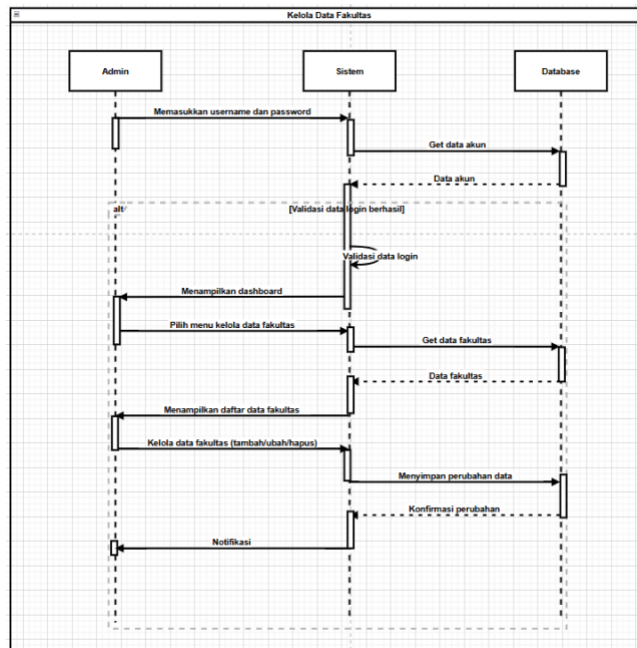 Kelola Data Fakultas
Admin
Sistem
Database
Memasukkan username dan password
Get data akun
Data akun
alt
[Validasi data login berhasil]
Validasi data login
Menampilkan dashboard
Pilih menu kelola data fakultas
Get data fakultas
Data fakultas
Menampilkan daftar data fakultas
Kelola data fakultas (tambah/ubah/hapus)
Menyimpan perubahan data
Konfirmasi perubahan
Notifikasi